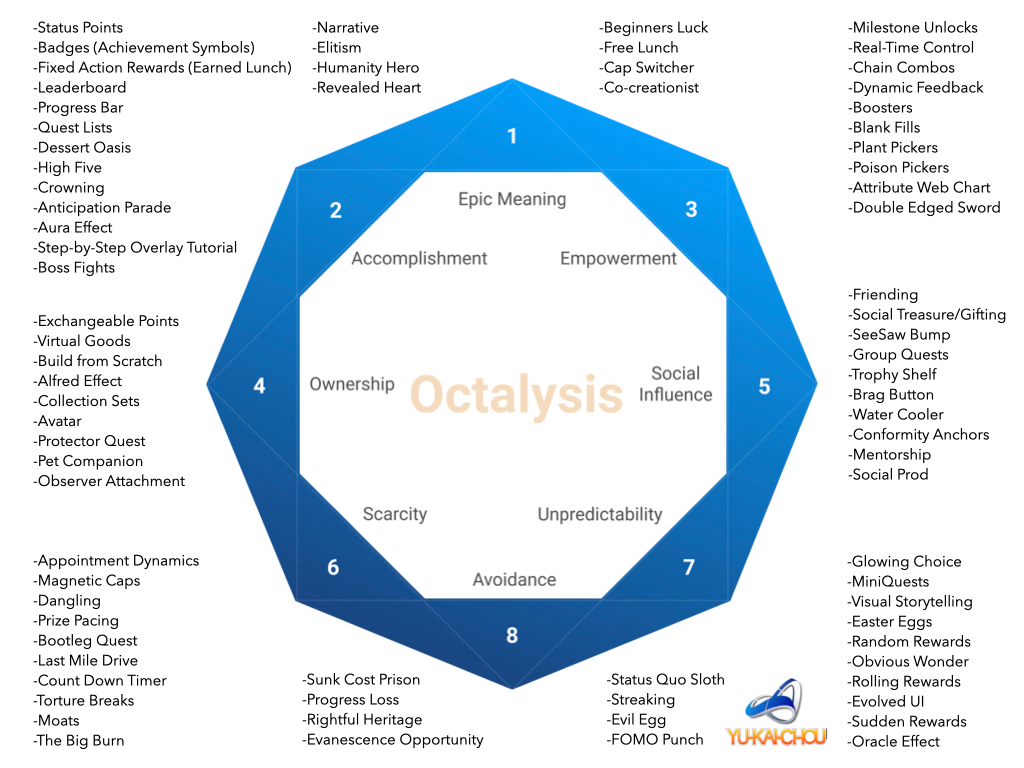 -Status Points
-Badges (Achievement Symbols)
-Fixed Action Rewards (Earned Lunch)
-Leaderboard
-Progress Bar
-Quest Lists
-Dessert Oasis
-High Five
-Crowning
-Anticipation Parade
-Aura Effect
-Step-by-Step Overlay Tutorial
-Boss Fights
-Narrative
-Elitism
-Humanity Hero
-Revealed Heart
-Beginners Luck
-Free Lunch
-Cap Switcher
-Co-creationist
-Milestone Unlocks
-Real-Time Control
-Chain Combos
-Dynamic Feedback
-Boosters
-Blank Fills
-Plant Pickers
-Poison Pickers
-Attribute Web Chart
-Double Edged Sword
1
Epic Meaning
2
Accomplishment
3
Empowerment
-Exchangeable Points
-Virtual Goods
-Build from Scratch
-Alfred Effect
-Collection Sets
-Avatar
-Protector Quest
-Pet Companion
-Observer Attachment
4
Ownership
Octalysis
Social
Influence
5
-Friending
-Social Treasure/Gifting
-SeeSaw Bump
-Group Quests
-Trophy Shelf
-Brag Button
-Water Cooler
-Conformity Anchors
-Mentorship
-Social Prod
Scarcity
6
Unpredictability
7
Avoidance
8
-Appointment Dynamics
-Magnetic Caps
-Dangling
-Prize Pacing
-Bootleg Quest
-Last Mile Drive
-Count Down Timer
-Torture Breaks
-Moats
-The Big Burn
-Sunk Cost Prison
-Progress Loss
-Rightful Heritage
-Evanescence Opportunity
-Status Quo Sloth
-Streaking
-Evil Egg
-FOMO Punch
YU-KAI-CHOU
-Glowing Choice
-MiniQuests
-Visual Storytelling
-Easter Eggs
-Random Rewards
-Obvious Wonder
-Rolling Rewards
-Evolved UI
-Sudden Rewards
-Oracle Effect